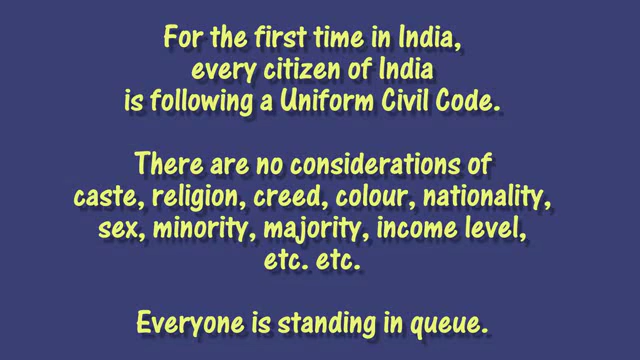 For the first time in India,
every citizen of India
is following a Uniform Civil Code.
There are no considerations of
caste, religion, creed, colour, nationality,
sex, minority, majority, income level,
etc. etc.
Everyone is standing in queue.